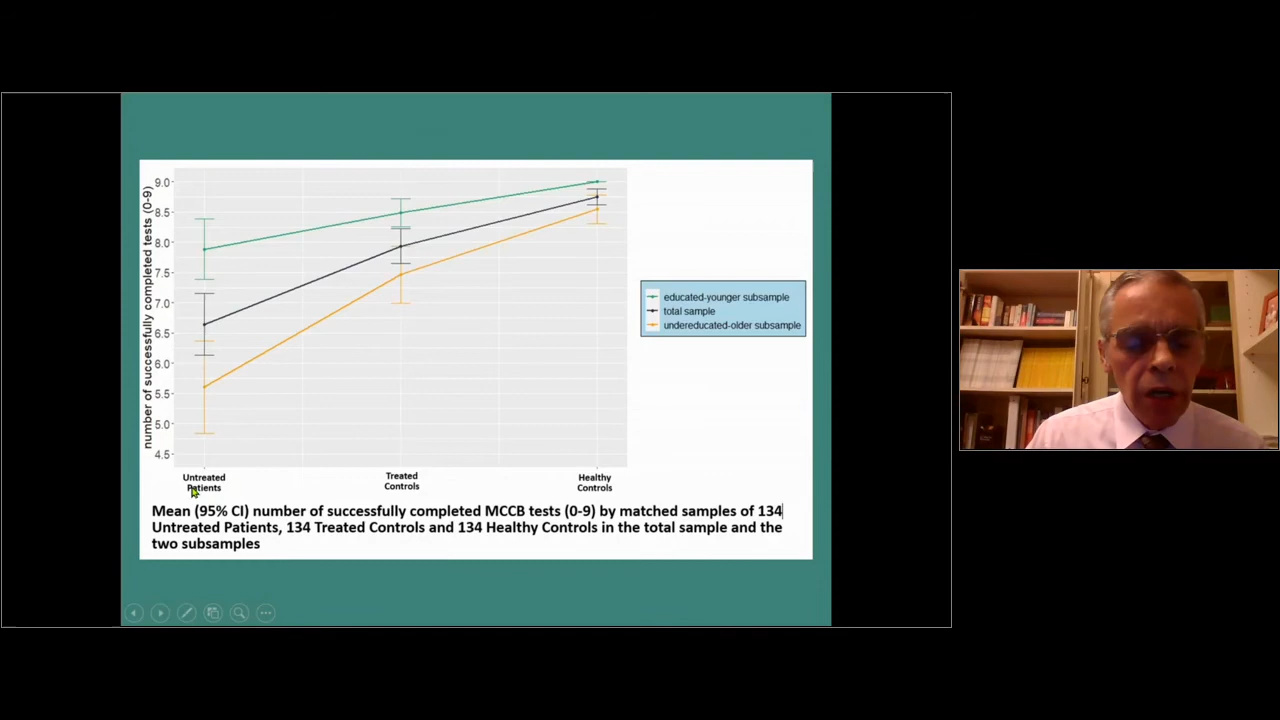 number of successfully completed tests (0-9)
9.0
8.5
8.0
7.5
7.0
6.5
6.0
5.5
5.0
4.5
educated-younger subsample
total sample
undereducated-older subsample
Untreated
Patients
Treated
Controls
Healthy
Controls
Mean (95% CI) number of successfully completed MCCB tests (0-9) by matched samples of 134
Untreated Patients, 134 Treated Controls and 134 Healthy Controls in the total sample and the
two subsamples